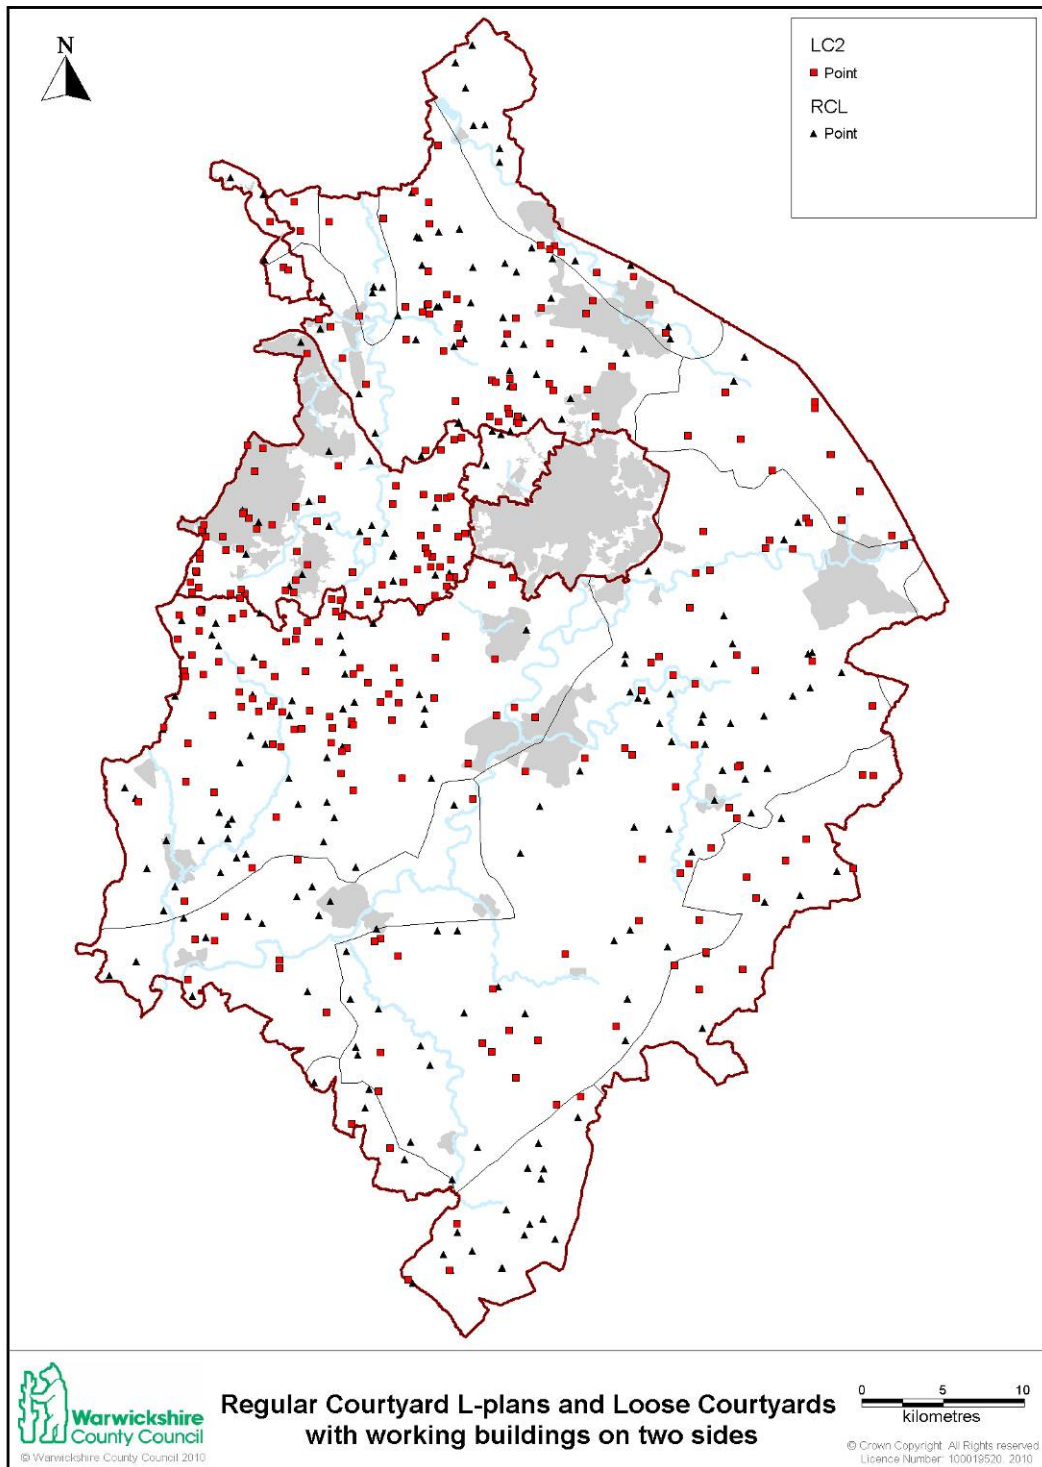 N
LC2
Point
RCL
Point
Warwickshire
County Council
© Warwickshire County Council 2010
Regular Courtyard L-plans and Loose Courtyards
with working buildings on two sides
0 5 10
kilometres
© Crown Copyright. All Rights reserved
Licence Number: 100019520. 2010